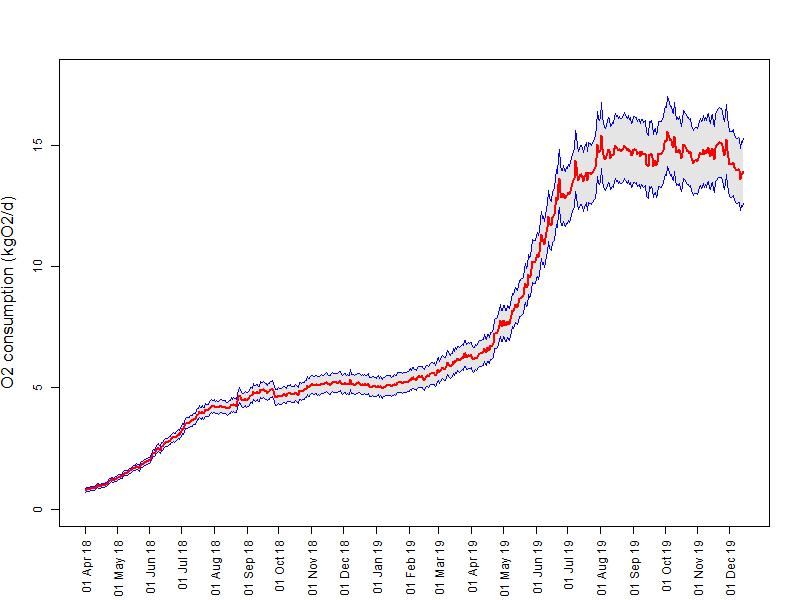 O2 consumption (kgO2/d)
15
10
5
0
01 Apr 18
01 May 18
01 Jun 18
01 Jul 18
01 Aug 18
01 Sep 18
01 Oct 18
01 Nov 18
01 Dec 18
01 Jan 19
01 Feb 19
01 Mar 19
01 Apr 19
01 May 19
01 Jun 19
01 Jul 19
01 Aug 19
01 Sep 19
01 Oct 19
01 Nov 19
01 Dec 19